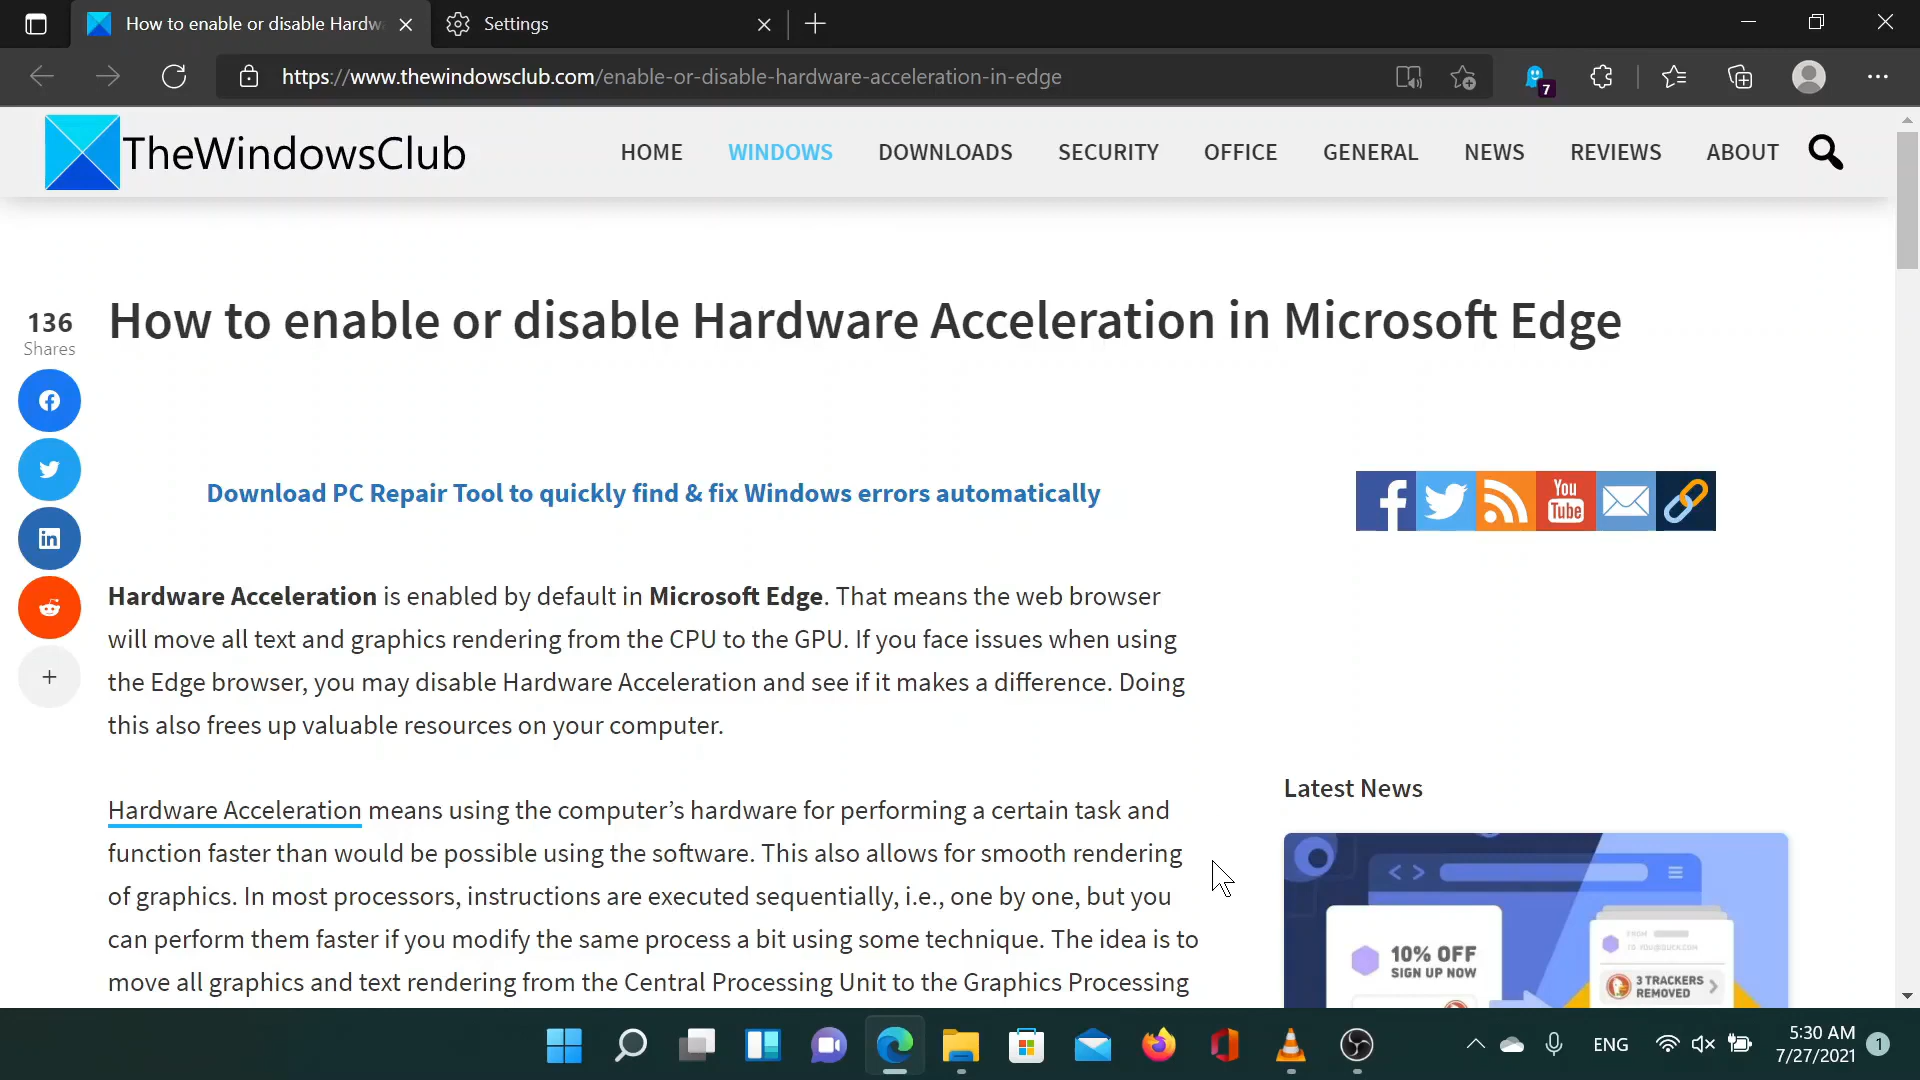 How to enable or disable Hardw
Settings
https://www.thewindowsclub.com/enable-or-disable-hardware-acceleration-in-edge
7
TheWindowsClub
HOME WINDOWS DOWNLOADS SECURITY OFFICE GENERAL NEWS REVIEWS ABOUT
136
Shares
How to enable or disable Hardware Acceleration in Microsoft Edge
Download PC Repair Tool to quickly find & fix Windows errors automatically
You
Tube
Hardware Acceleration is enabled by default in Microsoft Edge. That means the web browser
will move all text and graphics rendering from the CPU to the GPU. If you face issues when using
the Edge browser, you may disable Hardware Acceleration and see if it makes a difference. Doing
this also frees up valuable resources on your computer.
Hardware Acceleration means using the computer’s hardware for performing a certain task and
function faster than would be possible using the software. This also allows for smooth rendering
of graphics. In most processors, instructions are executed sequentially, i.e., one by one, but you
can perform them faster if you modify the same process a bit using some technique. The idea is to
move all graphics and text rendering from the Central Processing Unit to the Graphics Processing
Latest News
10% OFF
SIGN UP NOW
FROM
TO YOU@DUCK.COM
3 TRACKERS
REMOVED
ENG
5:30 AM
7/27/2021
1